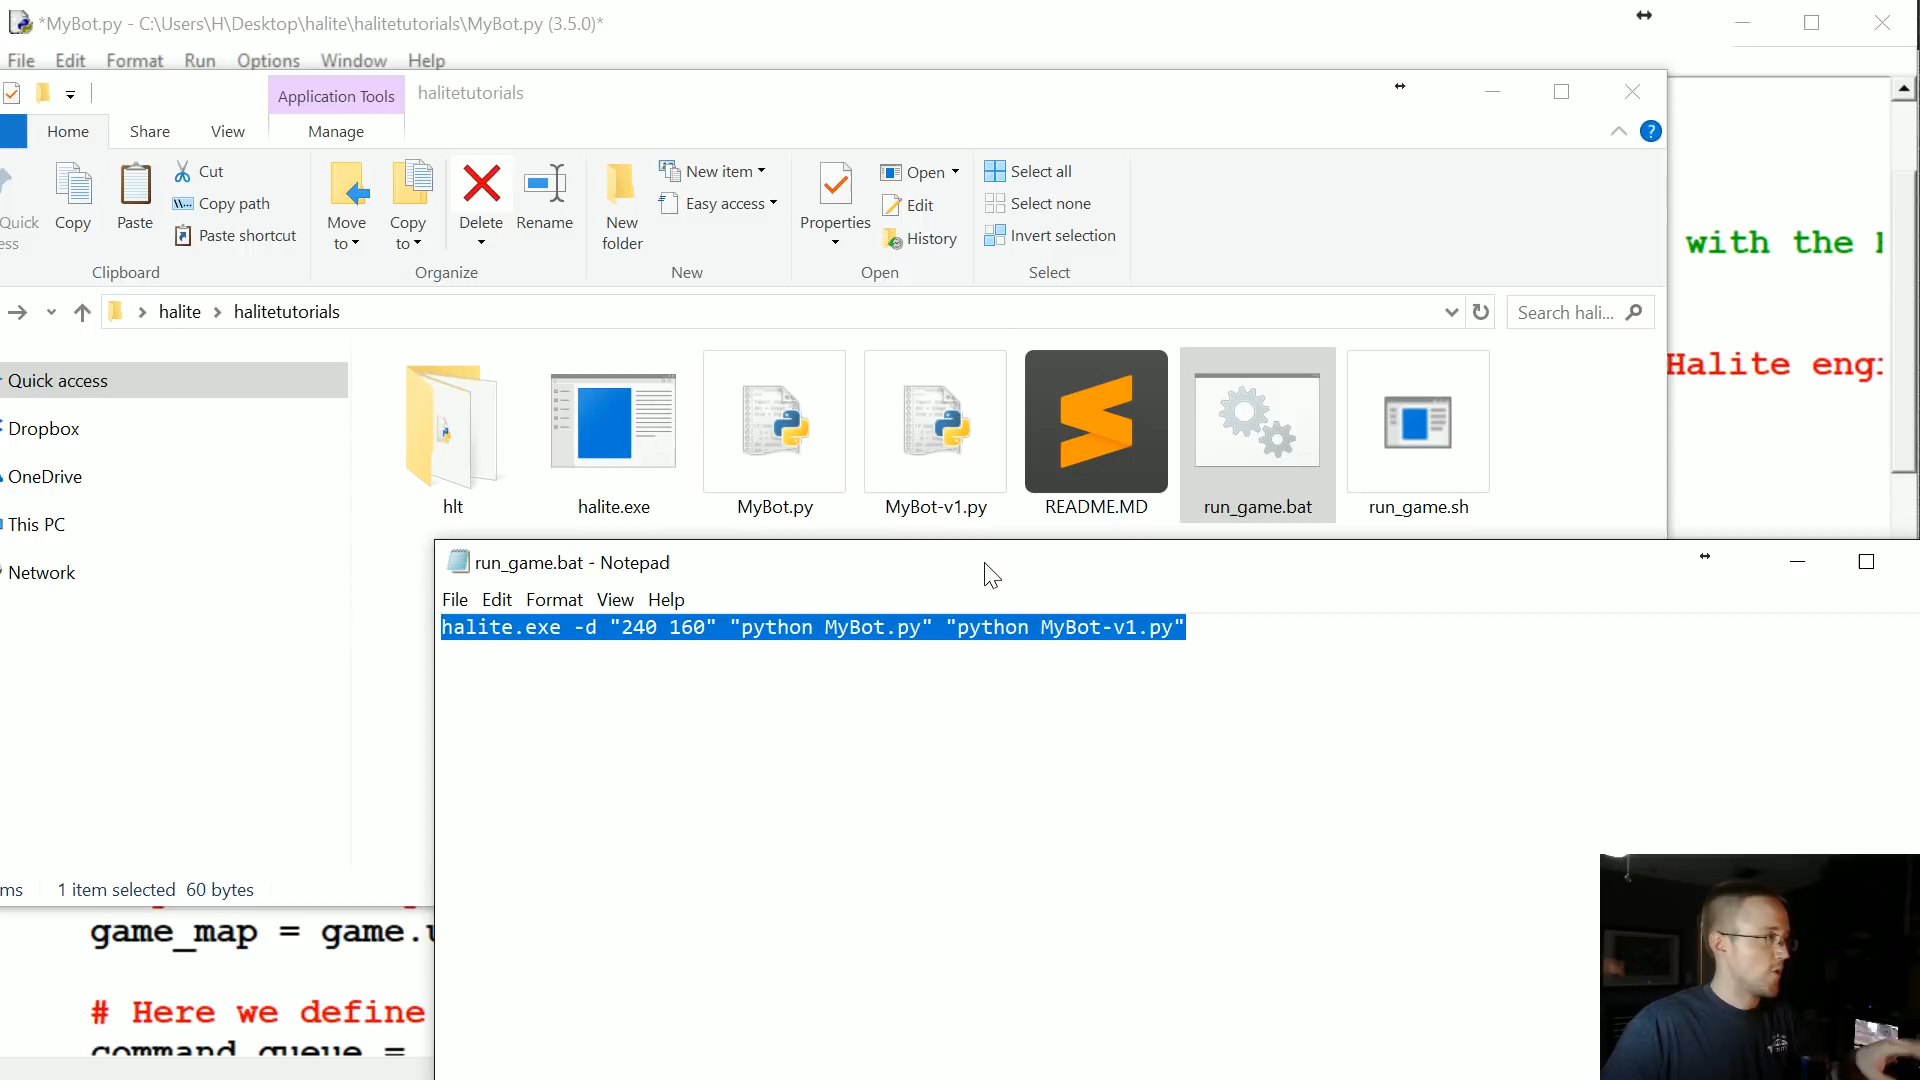 *MyBot.py - C:\Users\H\Desktop\halite\halitetutorials\MyBot.py (3.5.0)*
File Edit Format Run Options Window Help
Application Tools halitetutorials
Home Share View Manage
Quick
ess
Copy
Paste
Cut
Copy path
Paste shortcut
Clipboard
Move to
Copy to
Delete
Rename
Organize
New folder
New item
Easy access
New
Properties
Open
Edit
History
Open
Select all
Select none
Invert selection
Select
with the
halite halitetutorials
Search hali...
Halite eng
Quick access
Dropbox
OneDrive
This PC
Network
hlt
halite.exe
MyBot.py
MyBot-v1.py
README.MD
run_game.bat
run_game.sh
run_game.bat - Notepad
File Edit Format View Help
halite.exe -d "240 160" "python MyBot.py" "python MyBot-v1.py"
ms 1 item selected 60 bytes
game_map = game.
# Here we define
command_queue =